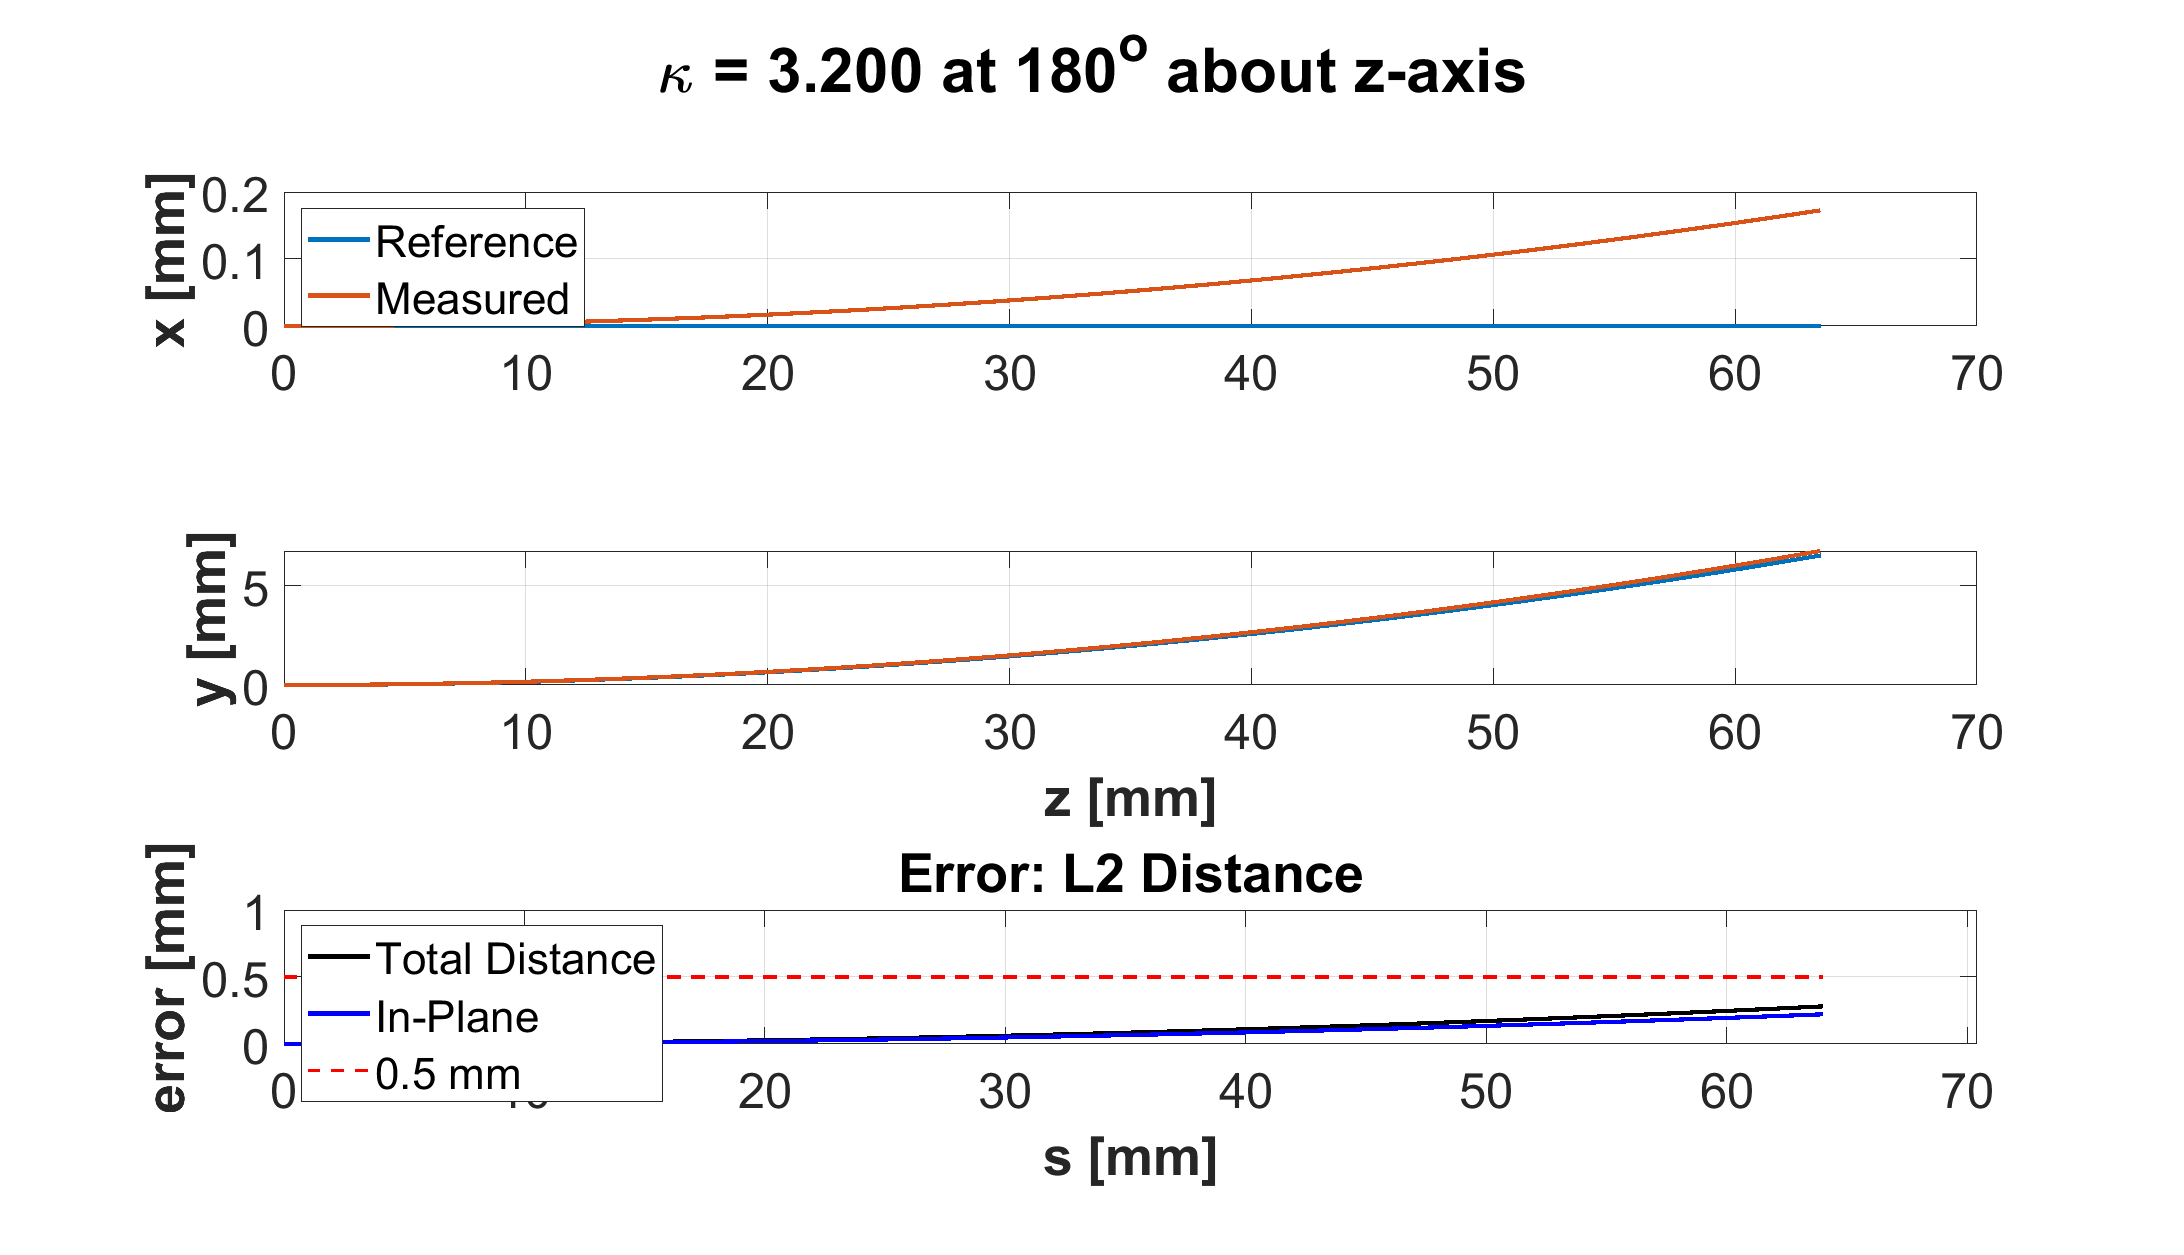 κ = 3.200 at 180° about z-axis
x [mm]
0.2
0.1
0
Reference
Measured
0 10 20 30 40 50 60 70
y [mm]
5
0
0 10 20 30 40 50 60 70
z [mm]
Error: L2 Distance
error [mm]
1
0.5
0
Total Distance
In-Plane
0.5 mm
0 20 30 40 50 60 70
s [mm]